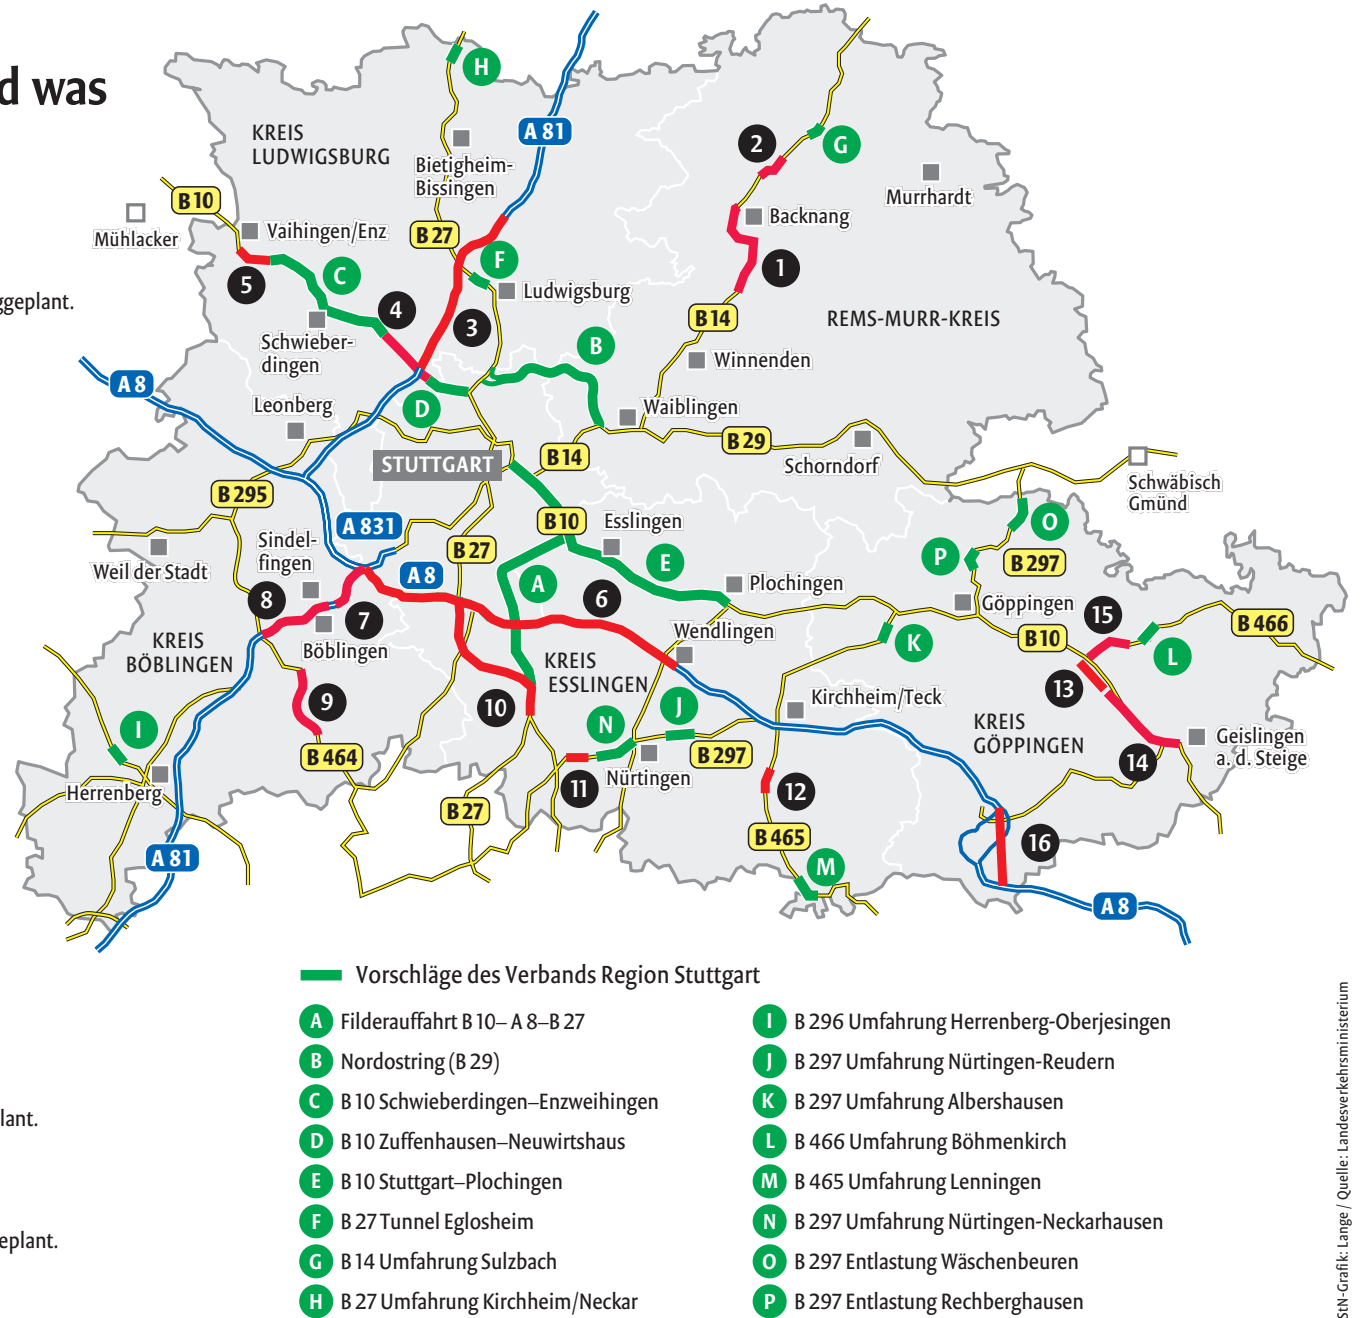 d was
KREIS
LUDWIGSBURG
H
A 81
Bietigheim-
Bissingen
2
G
Murrhardt
B 10
Mühlacker
Vaihingen/Enz
B 27
Backnang
F
5
C
4
Ludwigsburg
1
ggeplant.
3
B 14
REMS-MURR-KREIS
Schwieber-
dingen
B
Winnenden
A 8
Leonberg
D
Waiblingen
B 29
STUTTGART
B 14
Schorndorf
Schwäbisch
Gmünd
B 295
A 831
B 10
Esslingen
O
Sindel-
fingen
B 27
P
B 297
Weil der Stadt
A 8
A
E
Plochingen
8
6
Göppingen
15
7
Wendlingen
B 466
KREIS
BÖBLINGEN
Böblingen
K
B 10
L
KREIS
ESSLINGEN
13
9
10
Kirchheim/Teck
I
N
J
KREIS
GÖPPINGEN
Geislingen
a. d. Steige
B 464
B 297
14
Herrenberg
11
Nürtingen
12
B 27
B 465
16
A 81
M
A 8
Vorschläge des Verbands Region Stuttgart
A Filderauffahrt B 10– A 8–B 27
B Nordostring (B 29)
C B 10 Schwieberdingen–Enzweihingen
D B 10 Zuffenhausen–Neuwirtshaus
E B 10 Stuttgart–Plochingen
F B 27 Tunnel Eglosheim
G B 14 Umfahrung Sulzbach
H B 27 Umfahrung Kirchheim/Neckar
I B 296 Umfahrung Herrenberg-Oberjesingen
J B 297 Umfahrung Nürtingen-Reudern
K B 297 Umfahrung Albershausen
L B 466 Umfahrung Böhmenkirch
M B 465 Umfahrung Lenningen
N B 297 Umfahrung Nürtingen-Neckarhausen
O B 297 Entlastung Wäschenbeuren
P B 297 Entlastung Rechberghausen
lant.
eplant.
StN-Grafik: Lange / Quelle: Landesverkehrsministerium